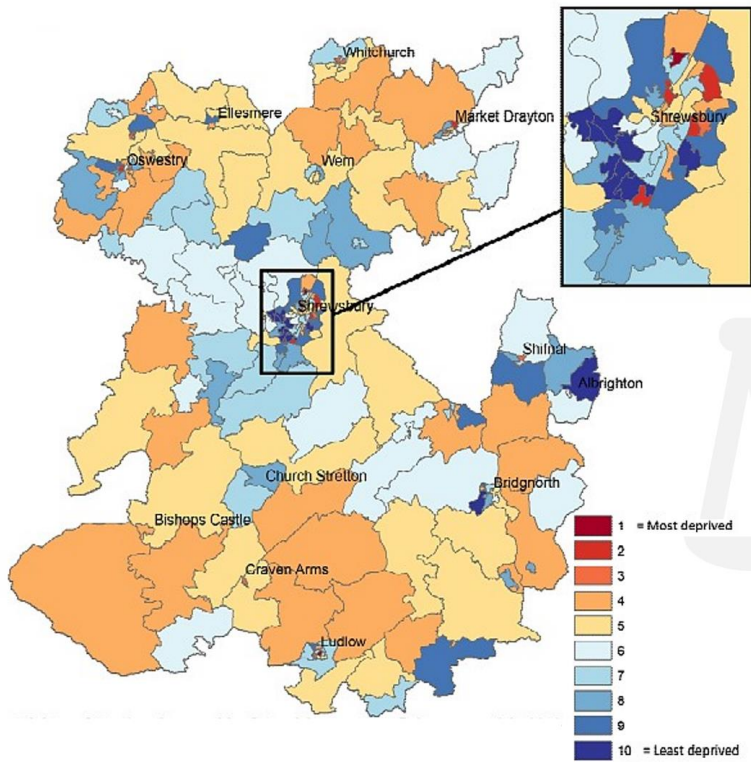 Whitchurch
Ellesmere
Market Drayton
Oswestry
Wem
Shrewsbury
Shrewsbury
Shifnal
Albrighton
Church Stretton
Bridgnorth
Bishops Castle
Craven Arms
Ludlow
1 = Most deprived
2
3
4
5
6
7
8
9
10 = Least deprived